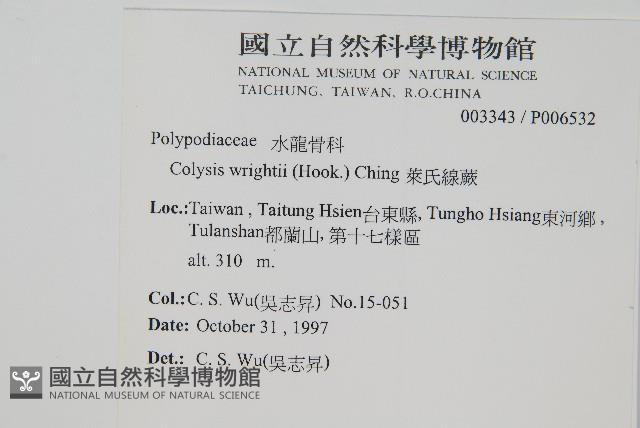 國立自然科學博物館
NATIONAL MUSEUM OF NATURAL SCIENCE
TAICHUNG, TAIWAN, R.O.CHINA
003343 / P006532
Polypodiaceae 水龍骨科
Colysis wrightii (Hook.) Ching 萊氏線蕨
Loc.:Taiwan , Taitung Hsien台東縣, Tungho Hsiang東河鄉 ,
Tulanshan都蘭山, 第十七樣區
alt. 310 m.
Col.:C. S. Wu(吳志昇) No.15-051
Date: October 31 , 1997
Det.: C. S. Wu(吳志昇)
國立自然科學博物館
NATIONAL MUSEUM OF NATURAL SCIENCE